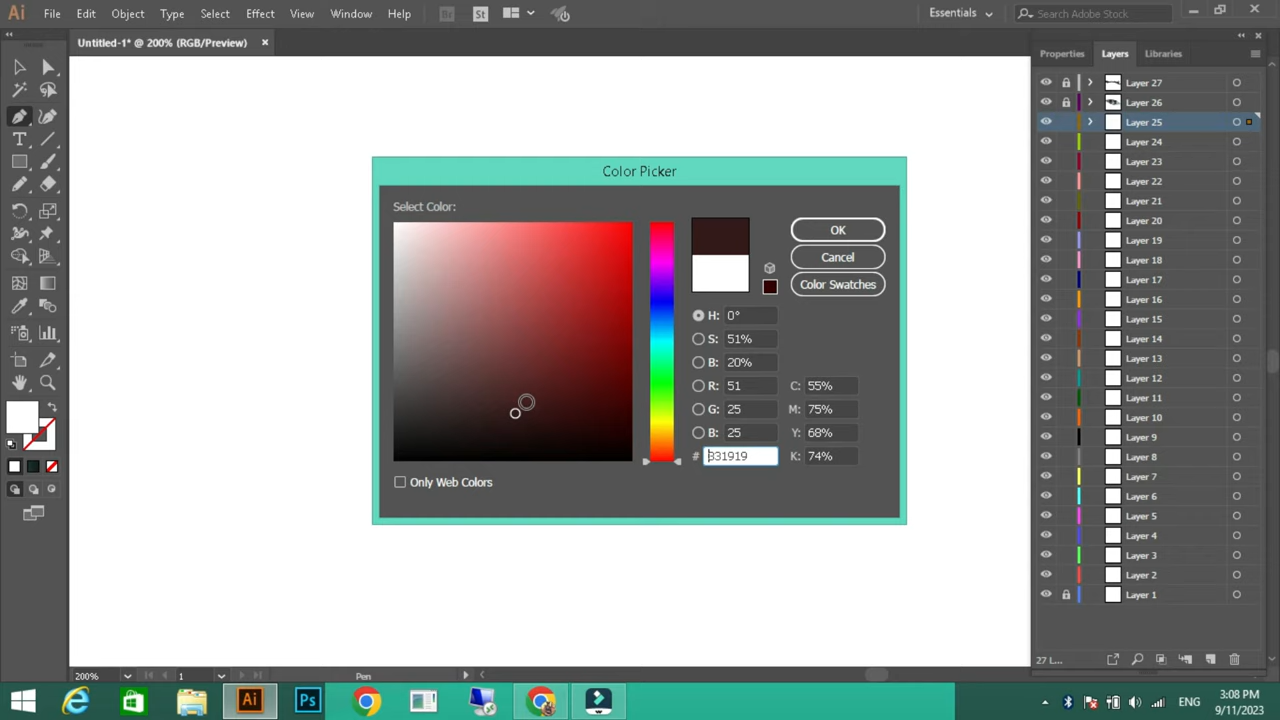 Ai File Edit Object Type Select Effect View Window Help Br St Essentials Search Adobe Stock
Untitled-1* @ 200% (RGB/Preview)
Properties Layers Libraries
Layer 27
Layer 26
Layer 25
Layer 24
Layer 23
Layer 22
Layer 21
Layer 20
Layer 19
Layer 18
Layer 17
Layer 16
Layer 15
Layer 14
Layer 13
Layer 12
Layer 11
Layer 10
Layer 9
Layer 8
Layer 7
Layer 6
Layer 5
Layer 4
Layer 3
Layer 2
Layer 1
27 L...
Color Picker
Select Color:
OK
Cancel
Color Swatches
H: 0°
S: 51%
B: 20%
R: 51 C: 55%
G: 25 M: 75%
B: 25 Y: 68%
# 331919 K: 74%
Only Web Colors
200% 1 Pen
Ai Ps ENG 3:08 PM
9/11/2023